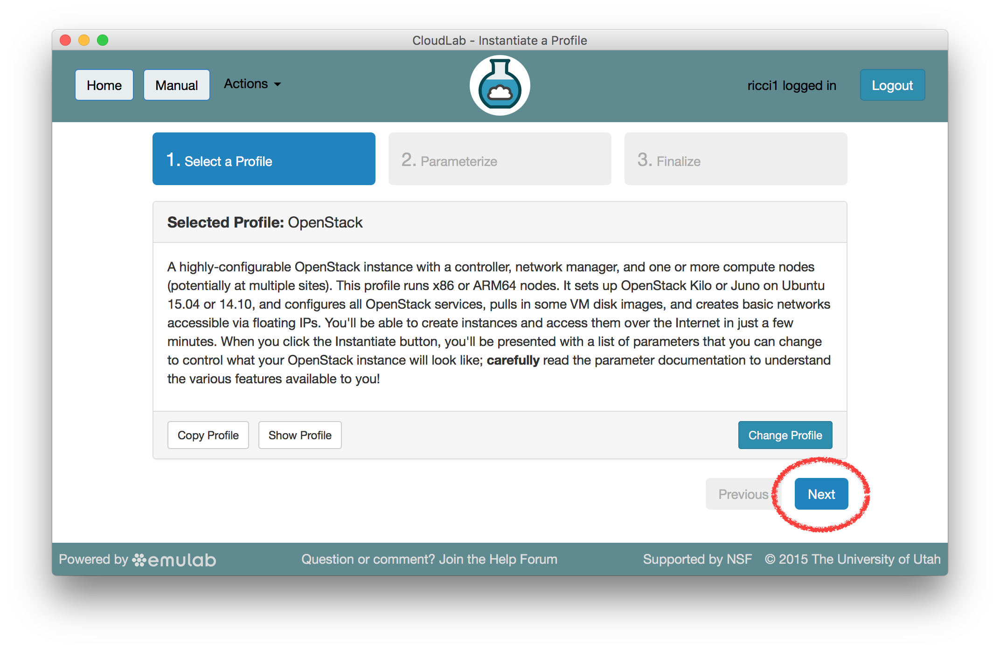 CloudLab - Instantiate a Profile
Home
Manual
Actions
ricci1 logged in
Logout
1. Select a Profile
2. Parameterize
3. Finalize
Selected Profile: OpenStack
A highly-configurable OpenStack instance with a controller, network manager, and one or more compute nodes
(potentially at multiple sites). This profile runs x86 or ARM64 nodes. It sets up OpenStack Kilo or Juno on Ubuntu
15.04 or 14.10, and configures all OpenStack services, pulls in some VM disk images, and creates basic networks
accessible via floating IPs. You'll be able to create instances and access them over the Internet in just a few
minutes. When you click the Instantiate button, you'll be presented with a list of parameters that you can change
to control what your OpenStack instance will look like; carefully read the parameter documentation to understand
the various features available to you!
Copy Profile
Show Profile
Change Profile
Previous
Next
Powered by emulab
Question or comment? Join the Help Forum
Supported by NSF
© 2015 The University of Utah